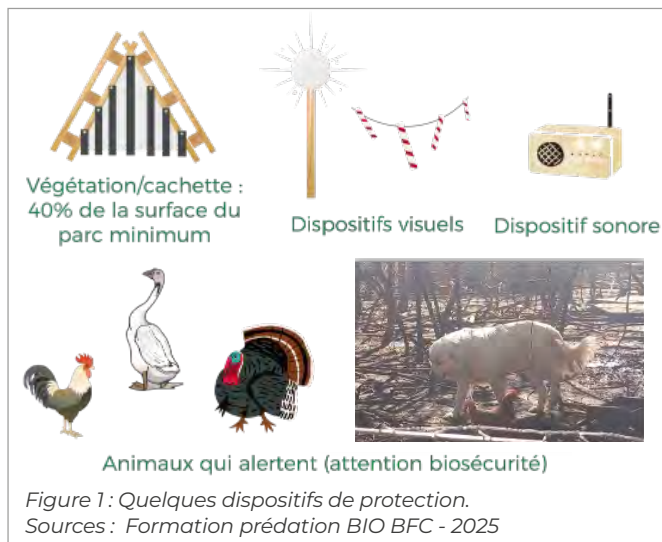 Végétation/cachette :
40% de la surface du
parc minimum
Dispositifs visuels
Dispositif sonore
Animaux qui alertent (attention biosécurité)
Figure 1 : Quelques dispositifs de protection.
Sources : Formation prédation BIO BFC - 2025